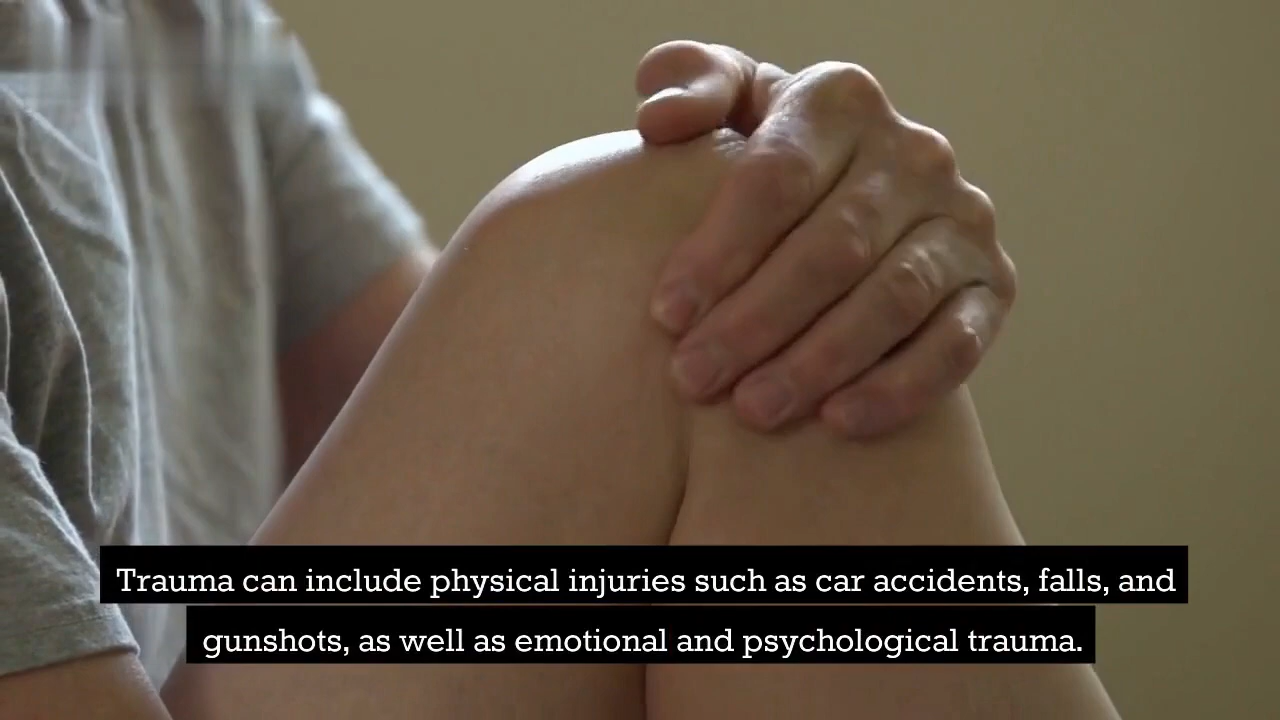 Trauma can include physical injuries such as car accidents, falls, and
gunshots, as well as emotional and psychological trauma.